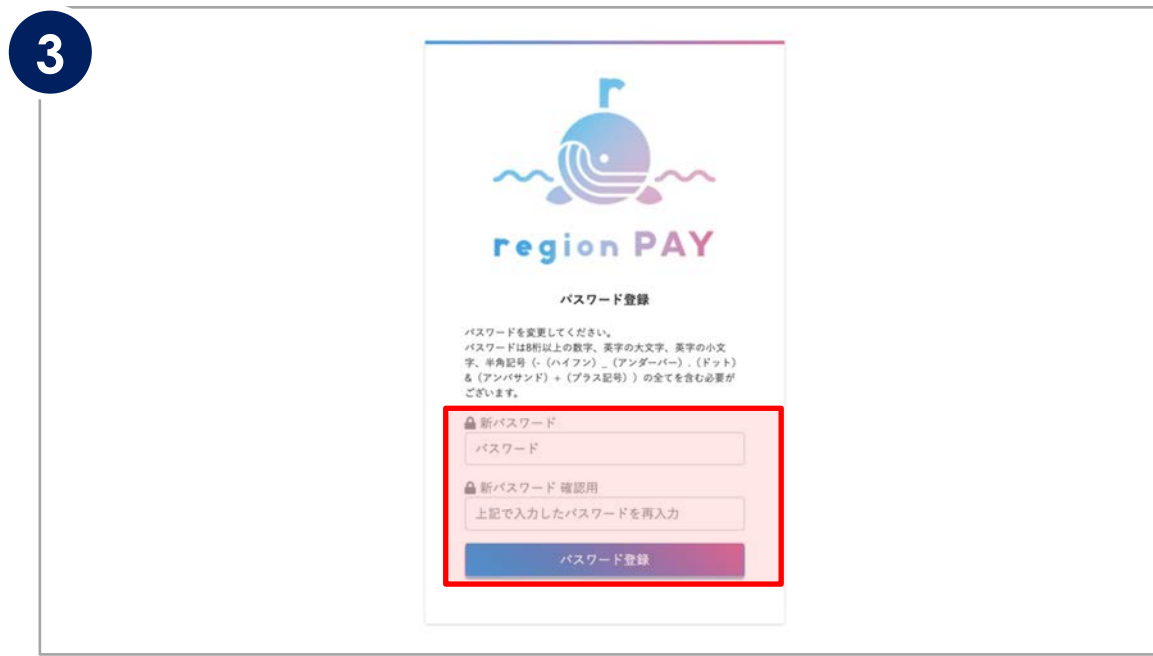 3
r
region PAY
パスワード登録
パスワードを変更してください。
パスワードは8桁以上の数字、英字の大文字、英字の小文
字、半角記号（-（ハイフン）_（アンダーバー）.（ドット）
&（アンパサンド）+（プラス記号））の全てを含む必要が
ございます。
新パスワード
パスワード
新パスワード 確認用
上記で入力したパスワードを再入力
パスワード登録